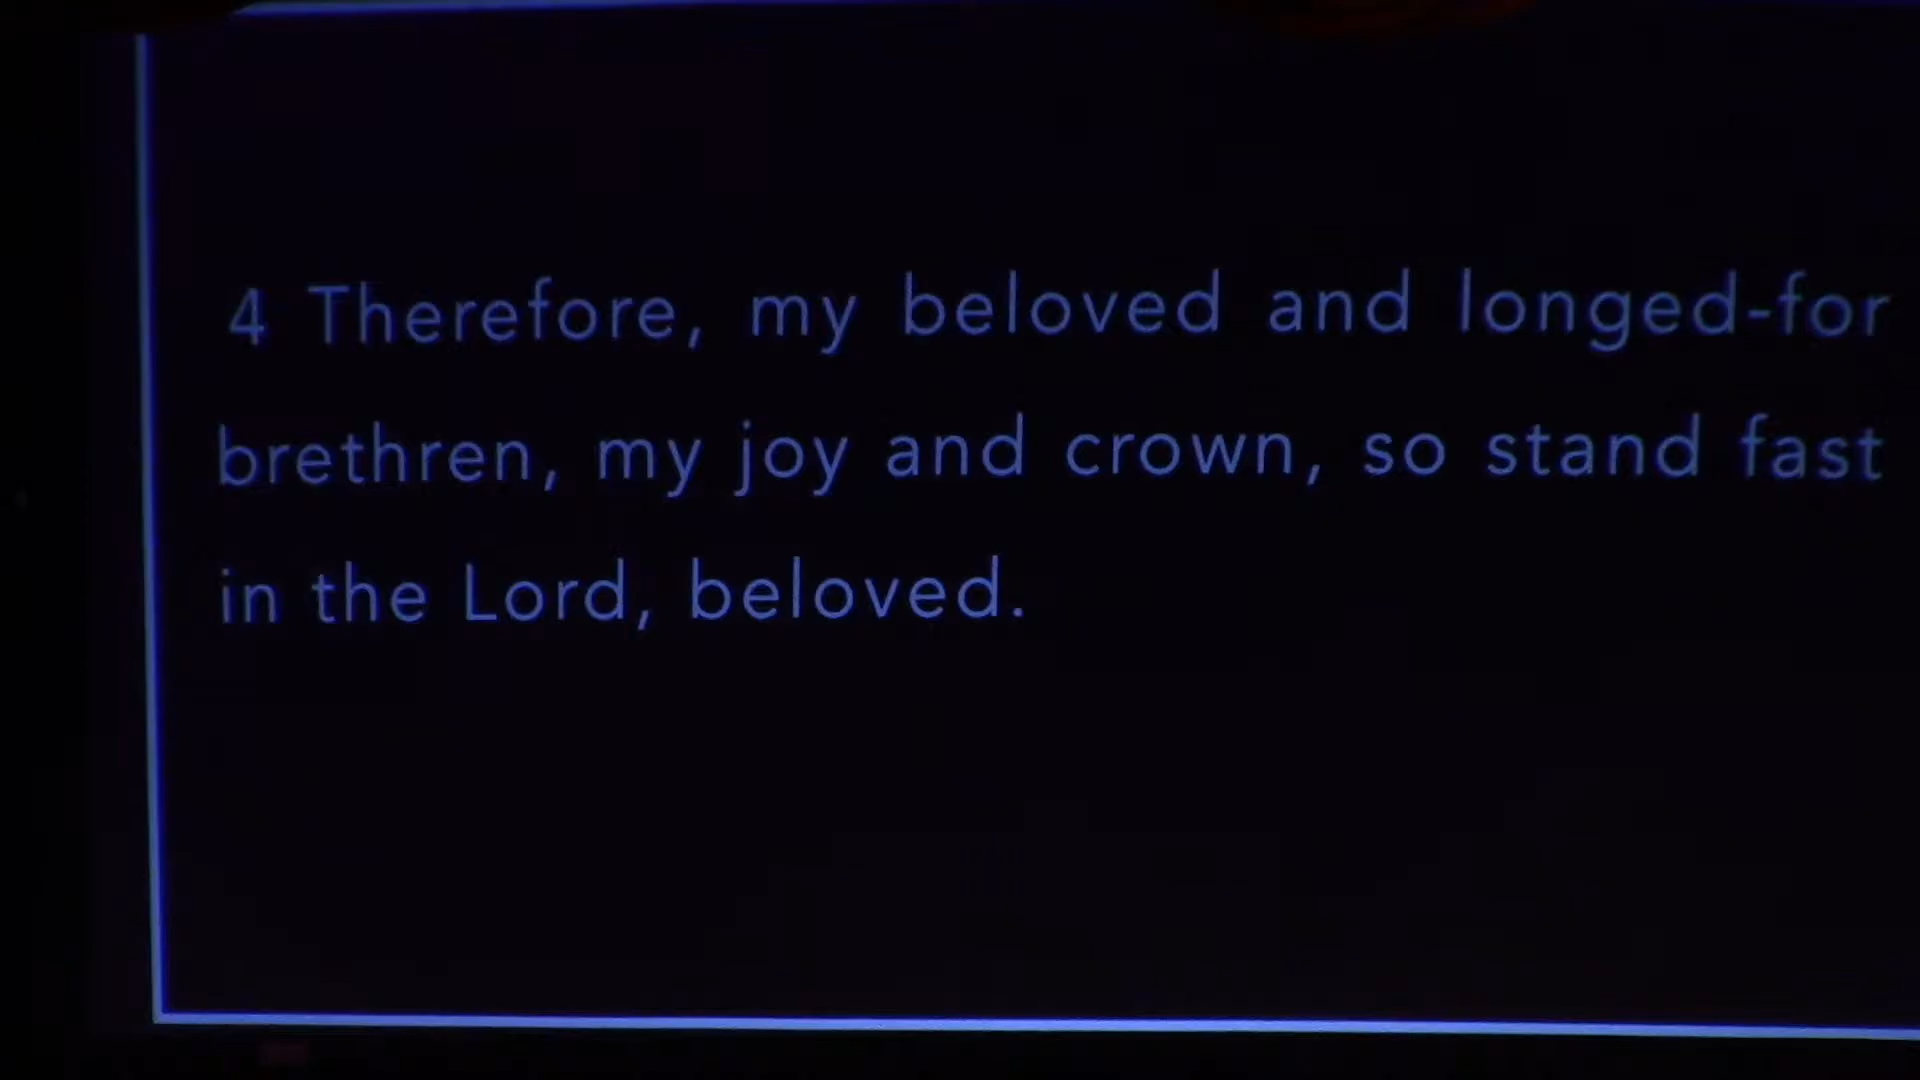 4 Therefore, my beloved and longed-for
brethren, my joy and crown, so stand fast
in the Lord, beloved.